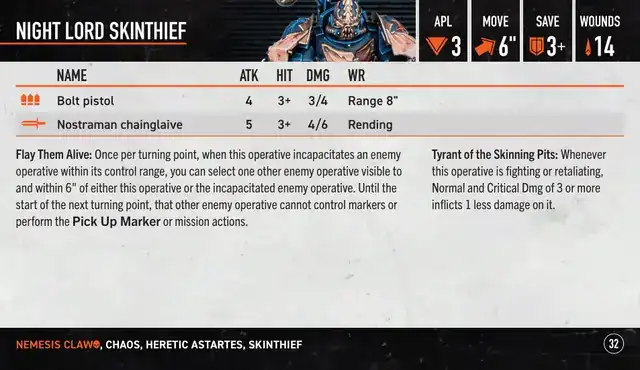 NIGHT LORD SKINTHIEF
APL MOVE SAVE WOUNDS
3 6" 3+ 14
NAME ATK HIT DMG WR
Bolt pistol 4 3+ 3/4 Range 8"
Nostraman chainglaive 5 3+ 4/6 Rending
Flay Them Alive: Once per turning point, when this operative incapacitates an enemy
operative within its control range, you can select one other enemy operative visible to
and within 6" of either this operative or the incapacitated enemy operative. Until the
start of the next turning point, that other enemy operative cannot control markers or
perform the Pick Up Marker or mission actions.
Tyrant of the Skinning Pits: Whenever
this operative is fighting or retaliating,
Normal and Critical Dmg of 3 or more
inflicts 1 less damage on it.
NEMESIS CLAW, CHAOS, HERETIC ASTARTES, SKINTHIEF
32